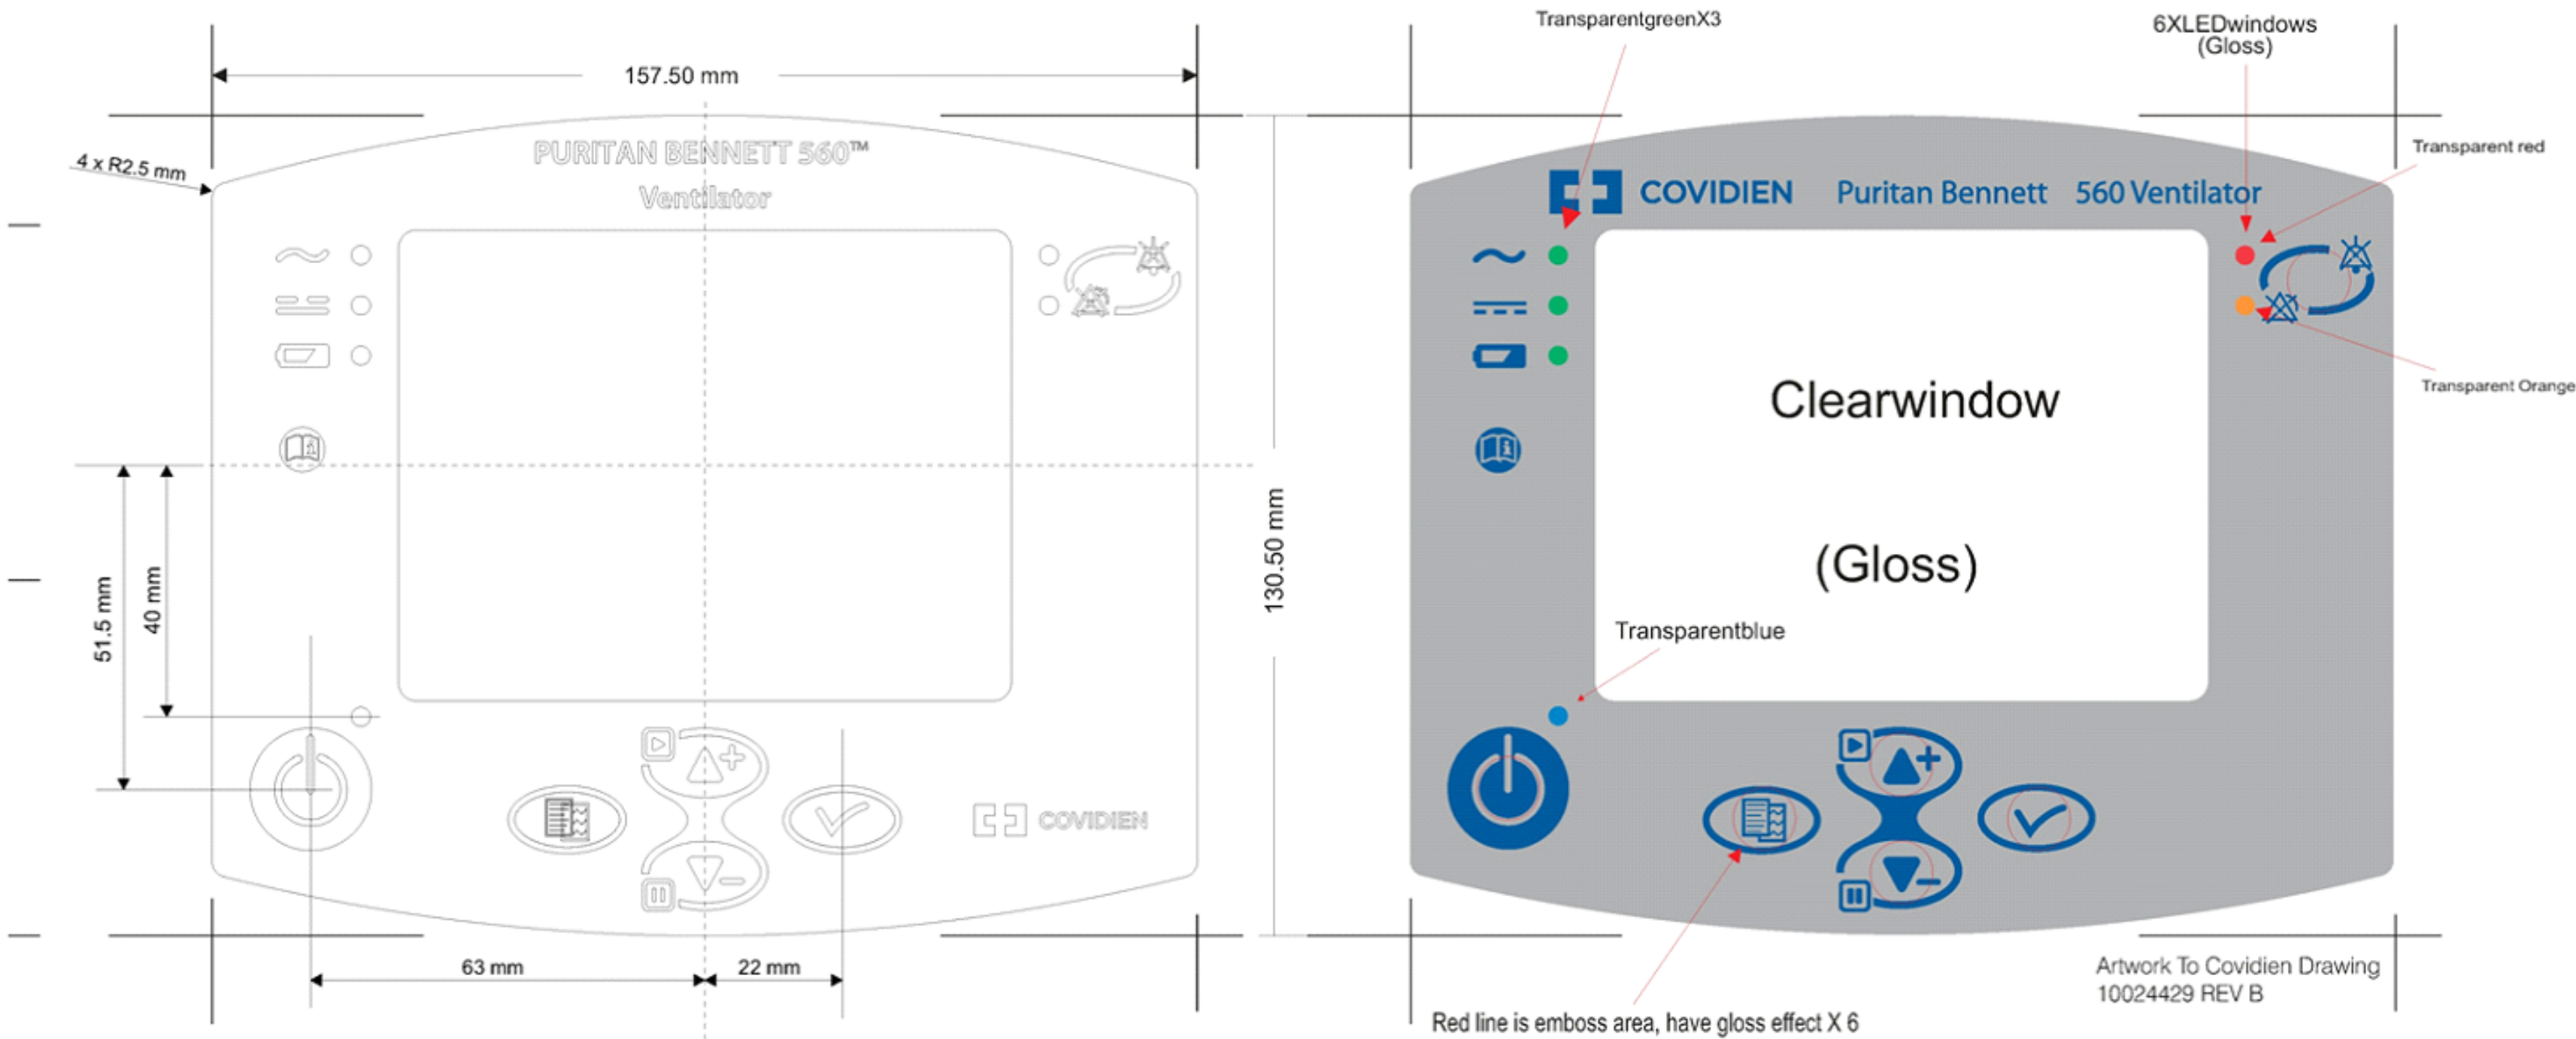 157.50 mm
4 x R2.5 mm
PURITAN BENNETT 560™
Ventilator
51.5 mm
40 mm
130.50 mm
COVIDIEN
63 mm
22 mm
TransparentgreenX3
6XLEDwindows
(Gloss)
Transparent red
COVIDIEN Puritan Bennett 560 Ventilator
Transparent Orange
Clearwindow
(Gloss)
Transparentblue
Artwork To Covidien Drawing
10024429 REV B
Red line is emboss area, have gloss effect X 6